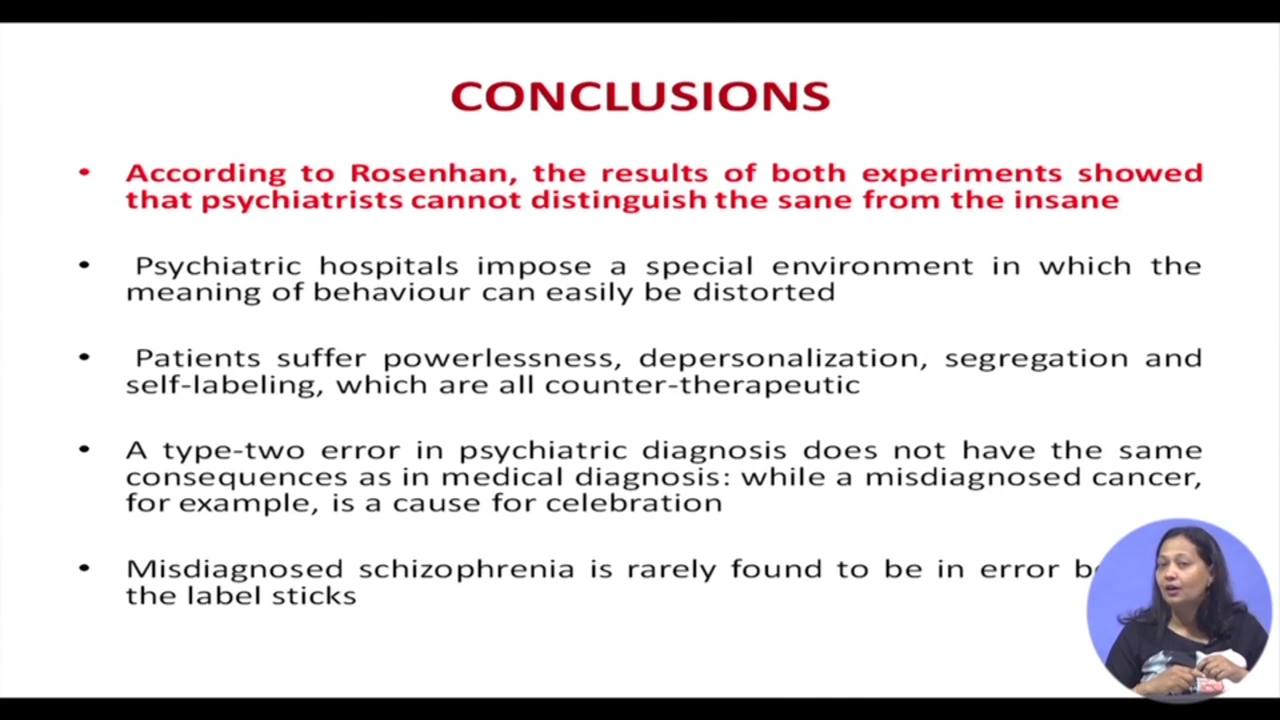 CONCLUSIONS
• According to Rosenhan, the results of both experiments showed
that psychiatrists cannot distinguish the sane from the insane
• Psychiatric hospitals impose a special environment in which the
meaning of behaviour can easily be distorted
• Patients suffer powerlessness, depersonalization, segregation and
self-labeling, which are all counter-therapeutic
• A type-two error in psychiatric diagnosis does not have the same
consequences as in medical diagnosis: while a misdiagnosed cancer,
for example, is a cause for celebration
• Misdiagnosed schizophrenia is rarely found to be in error
the label sticks